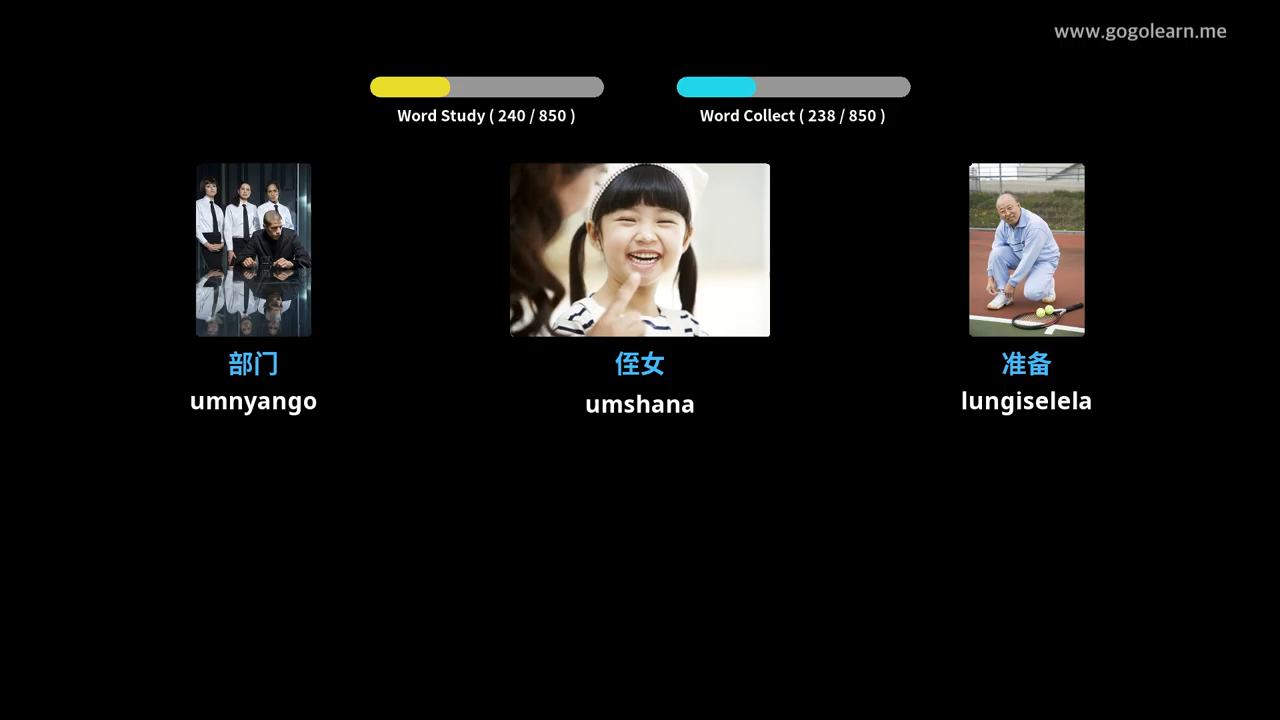 www.gogolearn.me
Word Study ( 240 / 850 )
Word Collect ( 238 / 850 )
部门
侄女
准备
umnyango
umshana
lungiselela